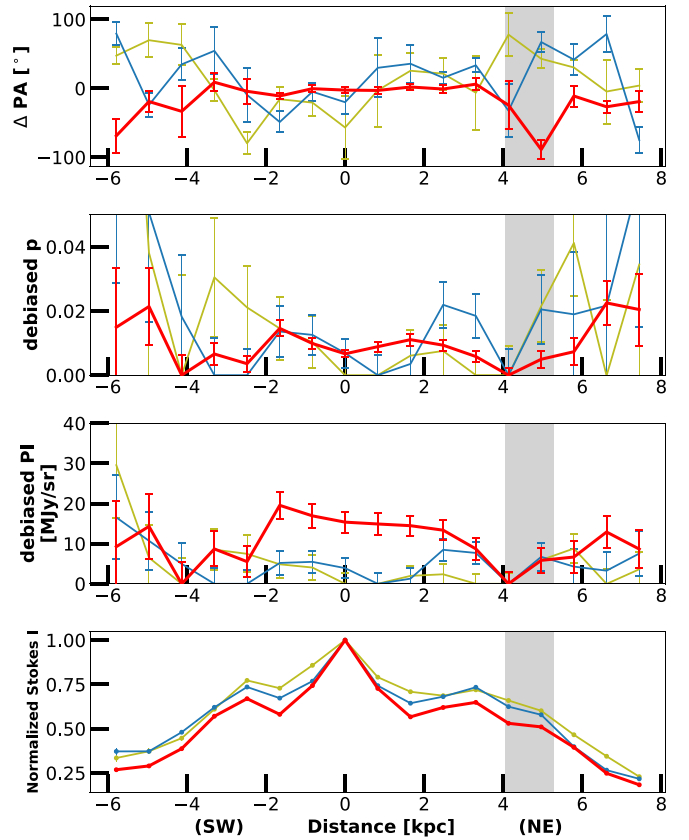 Δ PA [°]
100
0
−100
−6 −4 −2 0 2 4 6 8
debiased p
0.04
0.02
0.00
−6 −4 −2 0 2 4 6 8
debiased PI
[MJy/sr]
40
30
20
10
0
−6 −4 −2 0 2 4 6 8
Normalized Stokes I
1.00
0.75
0.50
0.25
−6 −4 −2 0 2 4 6 8
(SW) Distance [kpc] (NE)